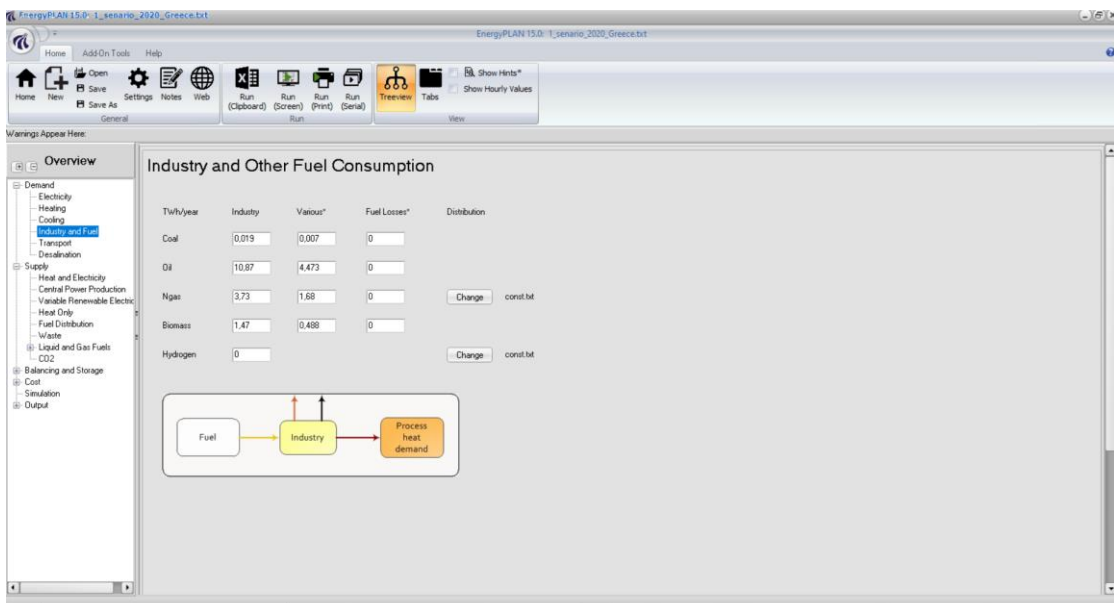 EnergyPLAN 15.0: 1_senario_2020_Greece.txt
EnergyPLAN 15.0: 1_senario_2020_Greece.txt
Home Add-On Tools Help
Home New Open Save Save As Settings Notes Web Run (Clipboard) Run (Screen) Run (Print) Run (Serial) Treeview Tabs Show Hints* Show Hourly Values
General Run View
Warnings Appear Here:
Overview
Demand
Electricity
Heating
Cooling
Industry and Fuel
Transport
Desalination
Supply
Heat and Electricity
Central Power Production
Variable Renewable Electric
Heat Only
Fuel Distribution
Waste
Liquid and Gas Fuels
CO2
Balancing and Storage
Cost
Simulation
Output
Industry and Other Fuel Consumption
TWh/year Industry Various* Fuel Losses* Distribution
Coal 0,019 0,007 0
Oil 10,87 4,473 0
Ngas 3,73 1,68 0 Change const.txt
Biomass 1,47 0,488 0
Hydrogen 0 Change const.txt
Fuel Industry Process heat demand